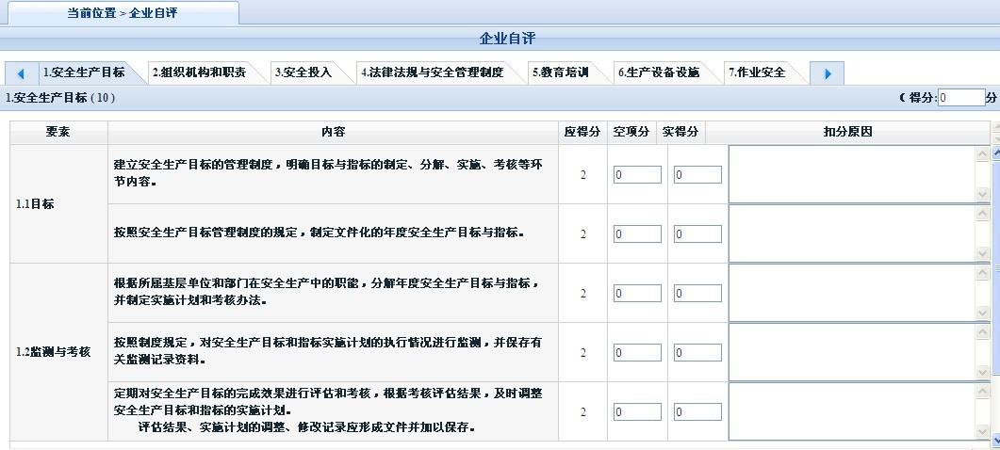 当前位置 > 企业自评
企业自评
1.安全生产目标 2.组织机构和职责 3.安全投入 4.法律法规与安全管理制度 5.教育培训 6.生产设备设施 7.作业安全
1.安全生产目标 ( 10 ) ( 得分: 0 分
要素 内容 应得分 空项分 实得分 扣分原因
1.1目标
建立安全生产目标的管理制度，明确目标与指标的制定、分解、实施、考核等环
节内容。
2 0 0
按照安全生产目标管理制度的规定，制定文件化的年度安全生产目标与指标。
2 0 0
1.2监测与考核
根据所属基层单位和部门在安全生产中的职能，分解年度安全生产目标与指标，
并制定实施计划和考核办法。
2 0 0
按照制度规定，对安全生产目标和指标实施计划的执行情况进行监测，并保存有
关监测记录资料。
2 0 0
定期对安全生产目标的完成效果进行评估和考核，根据考核评估结果，及时调整
安全生产目标和指标的实施计划。
评估结果、实施计划的调整、修改记录应形成文件并加以保存。
2 0 0